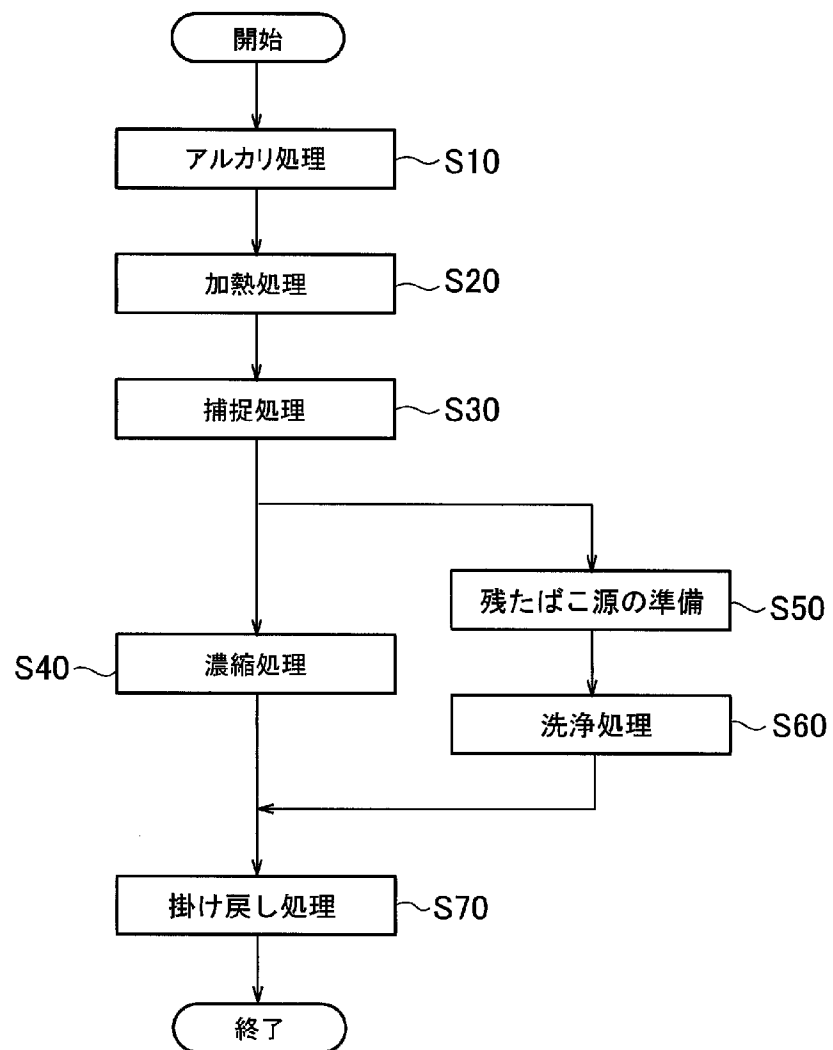 開始
アルカリ処理 S10
加熱処理 S20
捕捉処理 S30
残たばこ源の準備 S50
S40 濃縮処理
洗浄処理 S60
掛け戻し処理 S70
終了